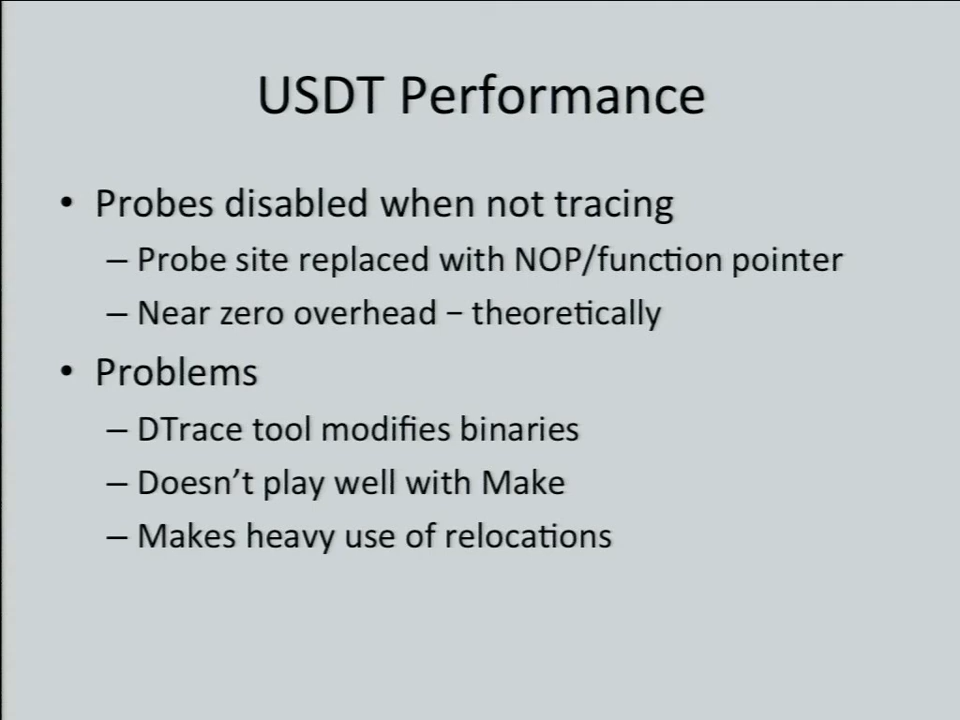 USDT Performance
• Probes disabled when not tracing
– Probe site replaced with NOP/function pointer
– Near zero overhead – theoretically
• Problems
– DTrace tool modifies binaries
– Doesn’t play well with Make
– Makes heavy use of relocations